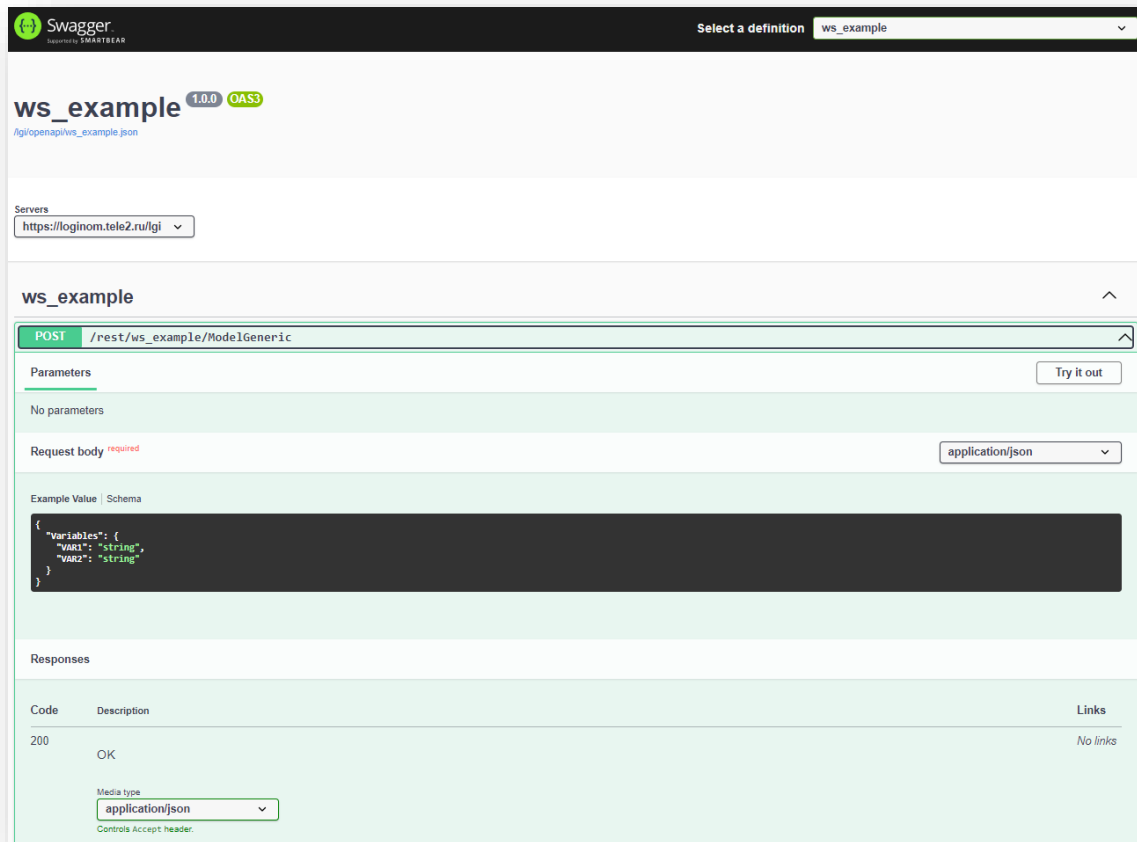 Swagger.
Supported by SMARTBEAR
Select a definition ws_example
ws_example 1.0.0 OAS3
/lgi/openapi/ws_example.json
Servers
https://loginom.tele2.ru/lgi
ws_example
POST /rest/ws_example/ModelGeneric
Parameters Try it out
No parameters
Request body required application/json
Example Value | Schema
{
"Variables": {
"VAR1": "string",
"VAR2": "string"
}
}
Responses
Code Description Links
200 OK No links
Media type
application/json
Controls Accept header.